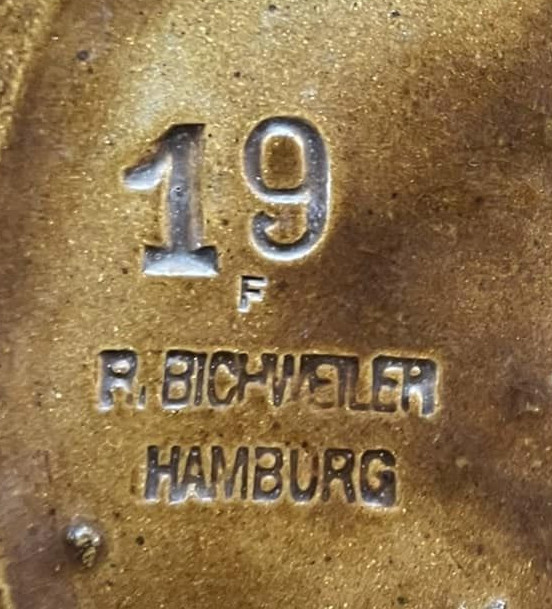 19
F
R. BICHWEILER
HAMBURG